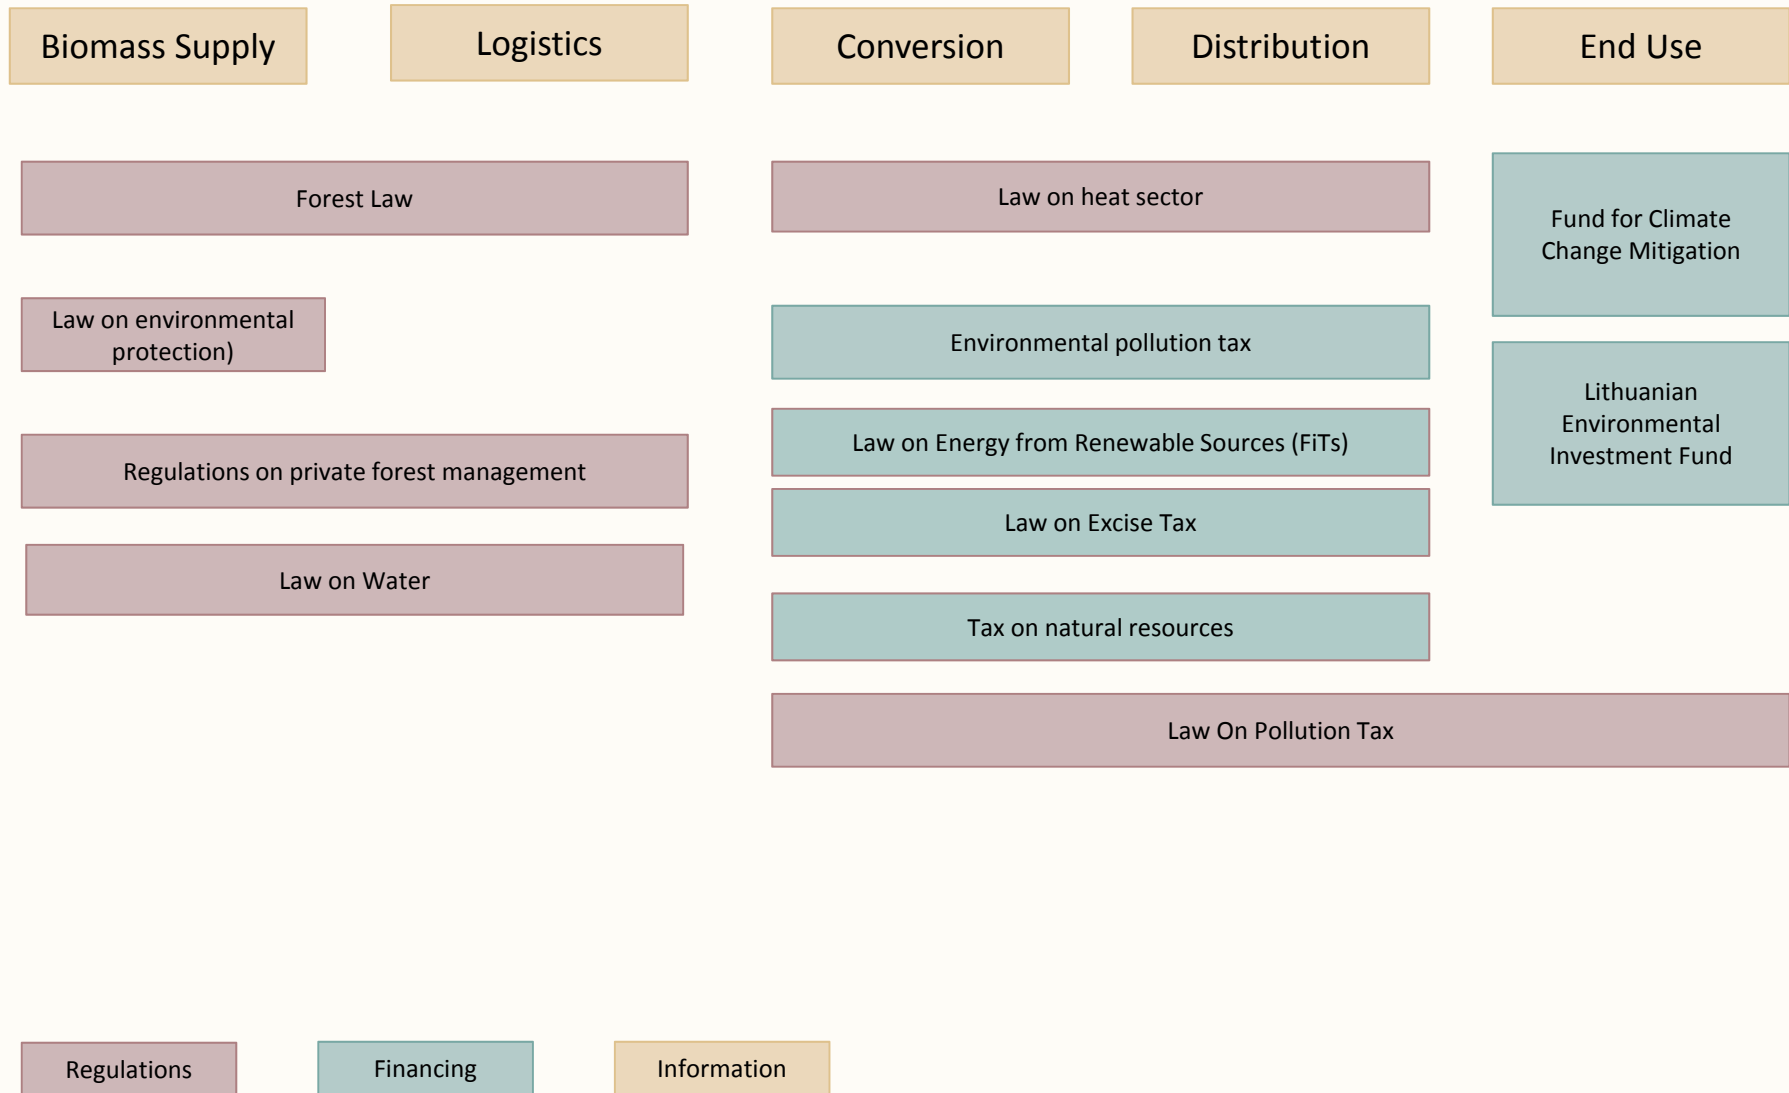 Biomass Supply
Logistics
Conversion
Distribution
End Use
Forest Law
Law on heat sector
Fund for Climate
Change Mitigation
Law on environmental
protection)
Environmental pollution tax
Lithuanian
Environmental
Investment Fund
Regulations on private forest management
Law on Energy from Renewable Sources (FiTs)
Law on Excise Tax
Law on Water
Tax on natural resources
Law On Pollution Tax
Regulations
Financing
Information